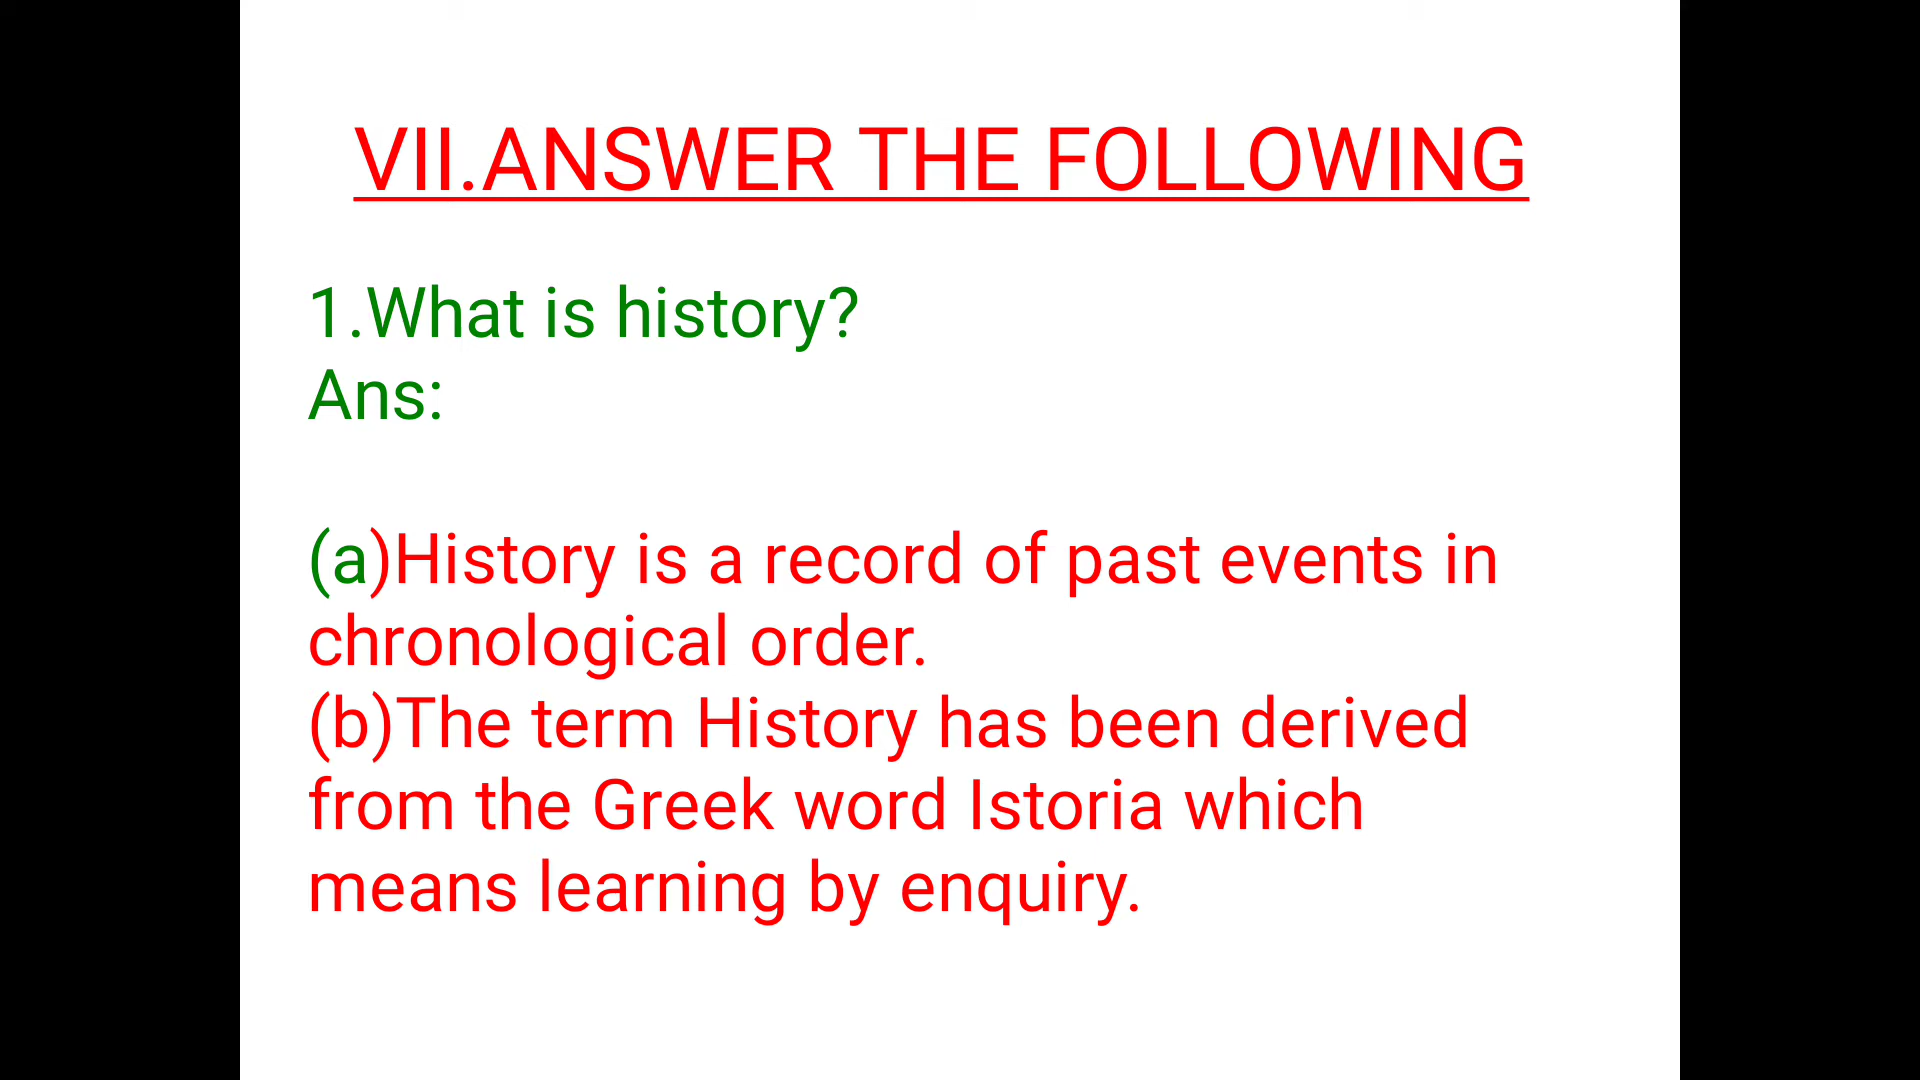 VII.ANSWER THE FOLLOWING
1.What is history?
Ans:
(a)History is a record of past events in
chronological order.
(b)The term History has been derived
from the Greek word Istoria which
means learning by enquiry.